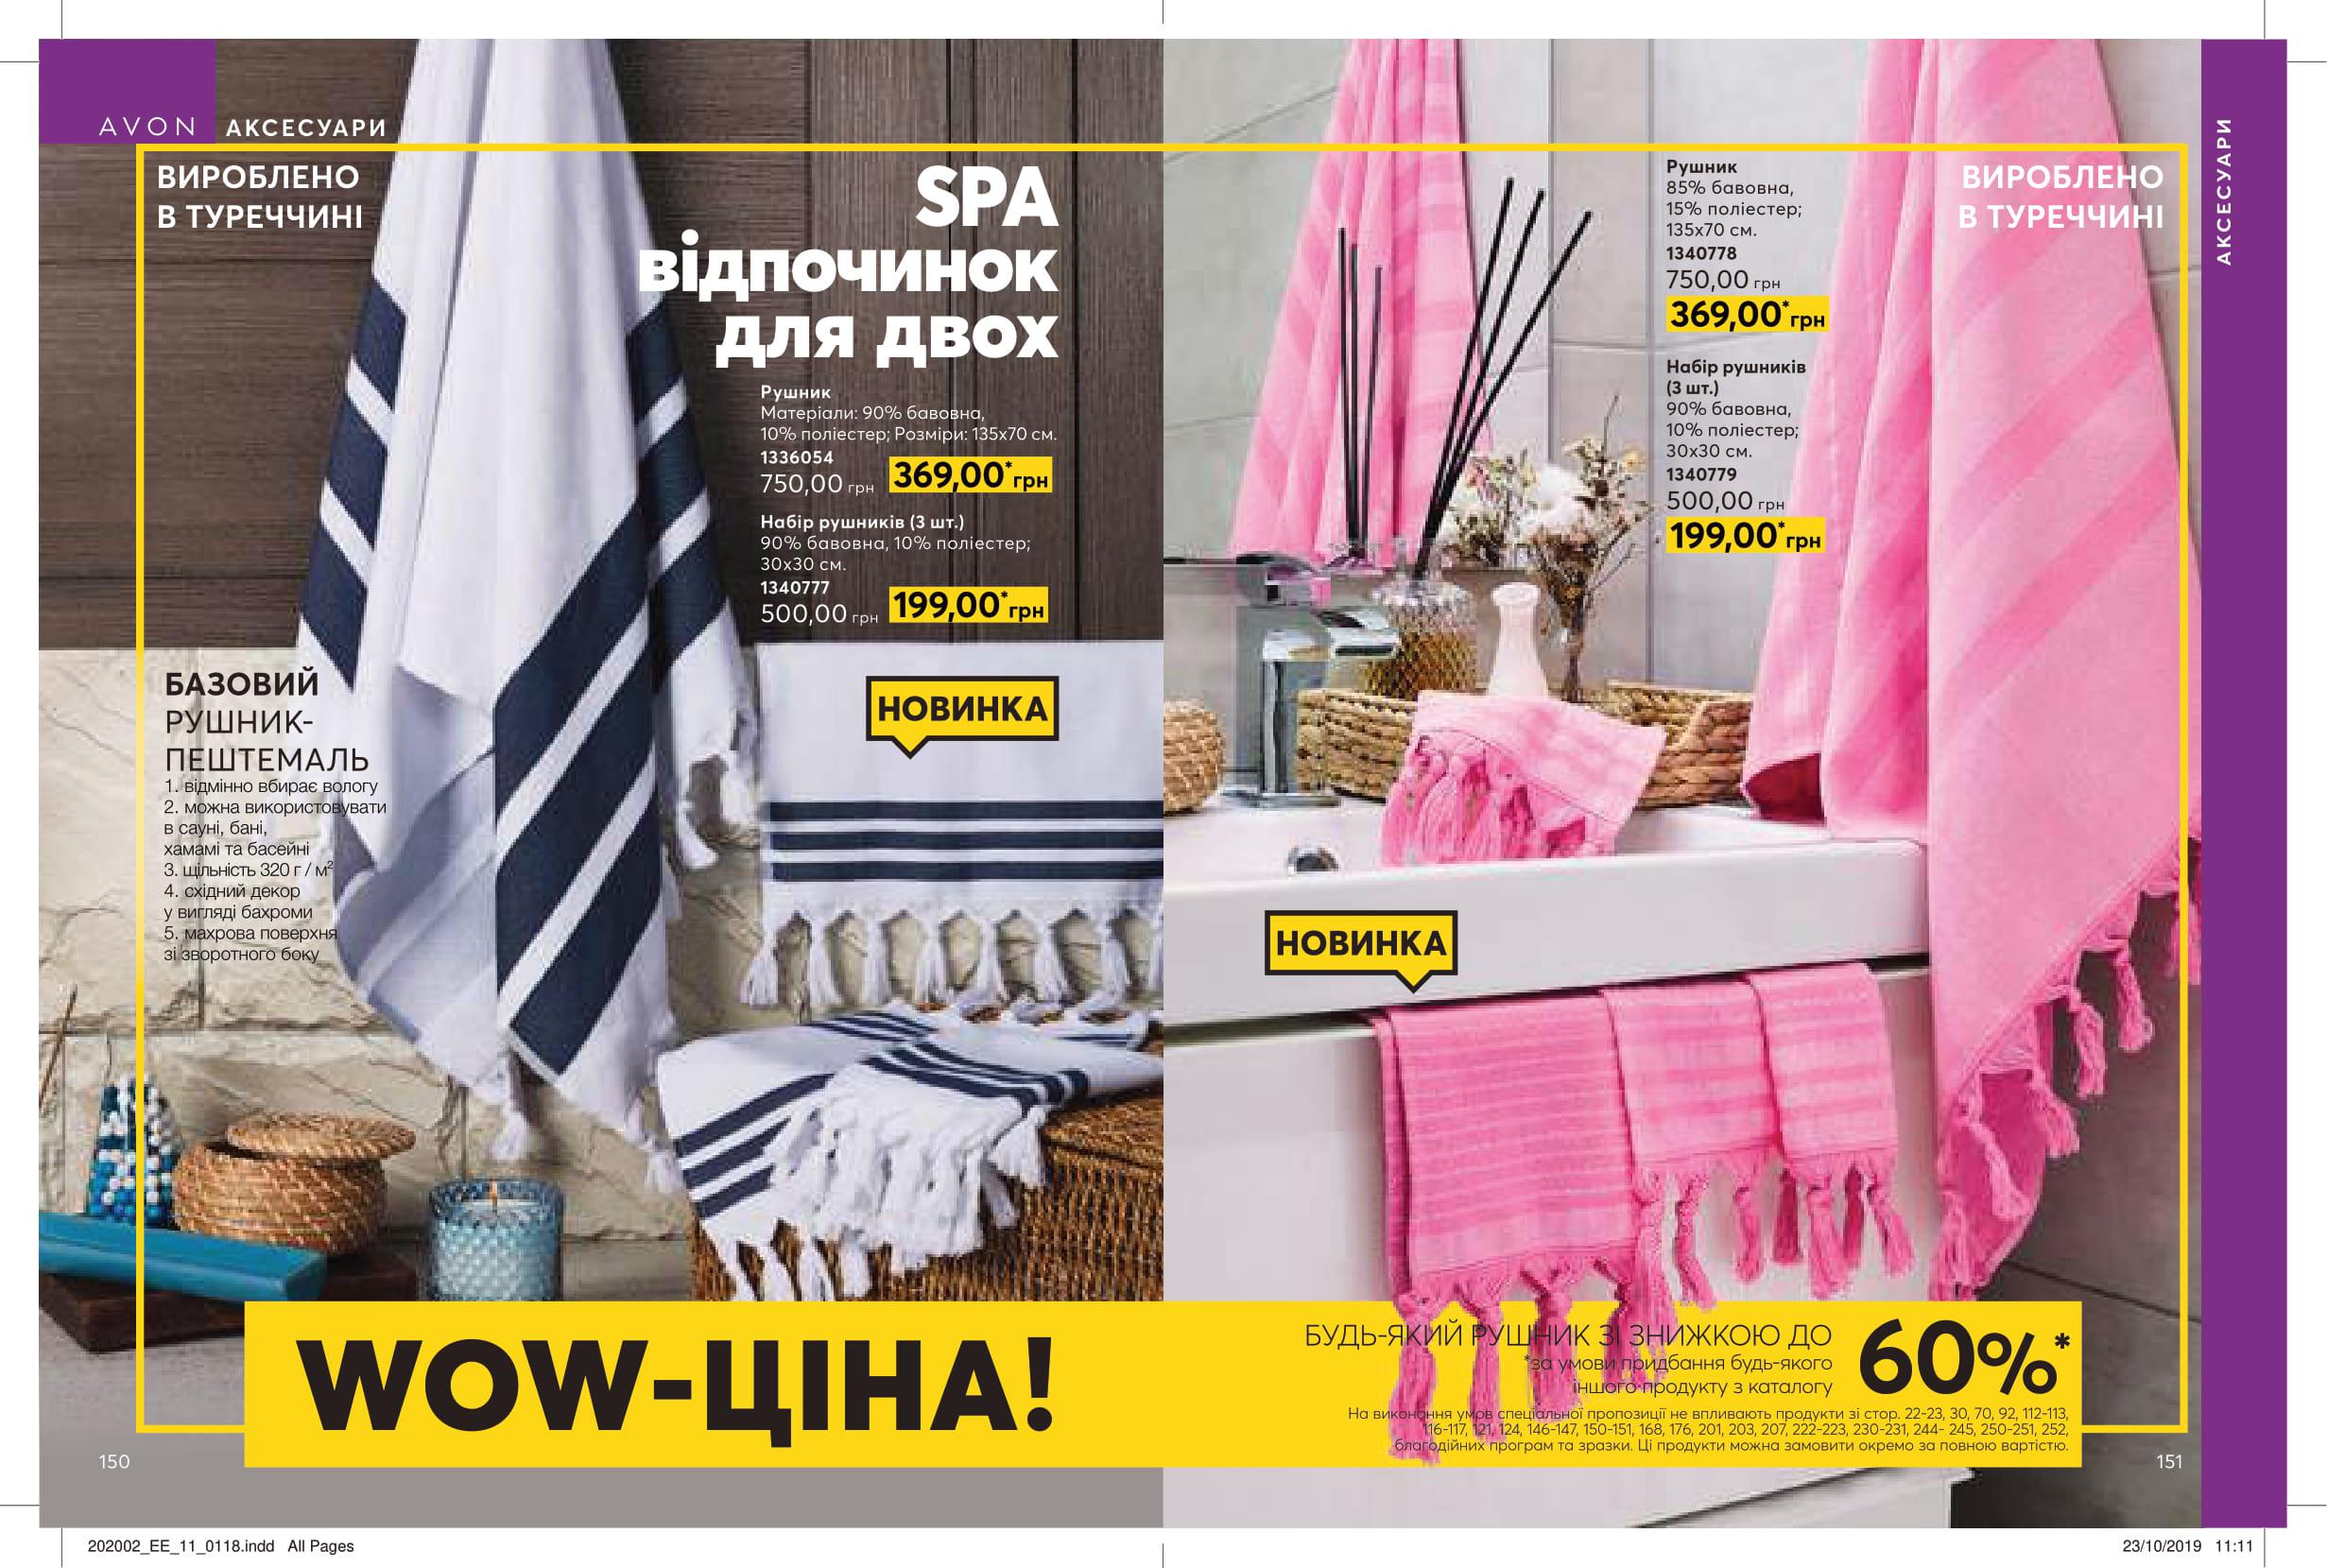 AVON АКСЕСУАРИ
ВИРОБЛЕНО
В ТУРЕЧЧИНІ
SPA
відпочинок
для двох
Рушник
Матеріали: 90% бавовна,
10% поліестер; Розміри: 135х70 см.
1336054
750,00 грн 369,00* грн
Набір рушників (3 шт.)
90% бавовна, 10% поліестер;
30х30 см.
1340777
500,00 грн 199,00* грн
НОВИНКА
БАЗОВИЙ
РУШНИК-
ПЕШТЕМАЛЬ
1. відмінно вбирає вологу
2. можна використовувати
в сауні, бані,
хамамі та басейні
3. щільність 320 г / м²
4. східний декор
у вигляді бахроми
5. махрова поверхня
зі зворотного боку
Рушник
85% бавовна,
15% поліестер;
135х70 см.
1340778
750,00 грн
369,00* грн
Набір рушників
(3 шт.)
90% бавовна,
10% поліестер;
30х30 см.
1340779
500,00 грн
199,00* грн
ВИРОБЛЕНО
В ТУРЕЧЧИНІ
АКСЕСУАРИ
НОВИНКА
WOW-ЦІНА!
БУДЬ-ЯКИЙ РУШНИК ЗІ ЗНИЖКОЮ ДО 60%*
*за умови придбання будь-якого
іншого продукту з каталогу
На виконання умов спеціальної пропозиції не впливають продукти зі стор. 22-23, 30, 70, 92, 112-113,
116-117, 121, 124, 146-147, 150-151, 168, 176, 201, 203, 207, 222-223, 230-231, 244- 245, 250-251, 252,
благодійних програм та зразки. Ці продукти можна замовити окремо за повною вартістю.
150
151
202002_EE_11_0118.indd All Pages
23/10/2019 11:11